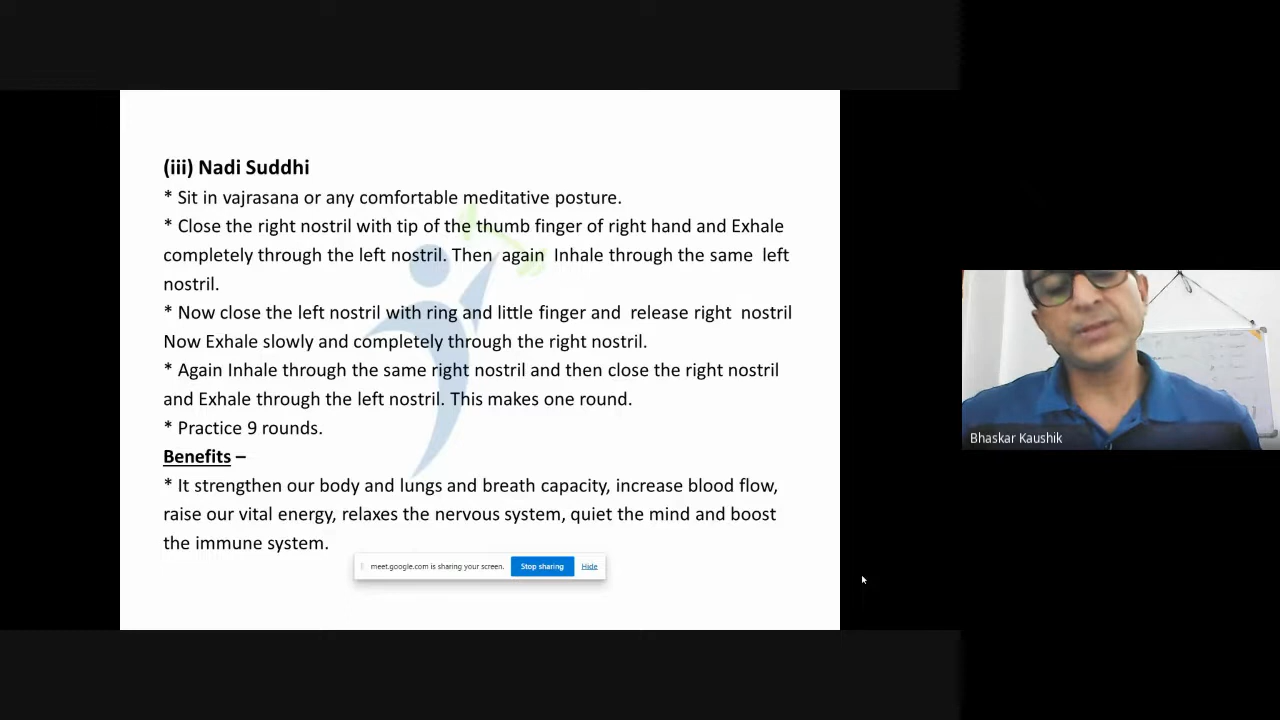 (iii) Nadi Suddhi
* Sit in vajrasana or any comfortable meditative posture.
* Close the right nostril with tip of the thumb finger of right hand and Exhale
completely through the left nostril. Then again Inhale through the same left
nostril.
* Now close the left nostril with ring and little finger and release right nostril
Now Exhale slowly and completely through the right nostril.
* Again Inhale through the same right nostril and then close the right nostril
and Exhale through the left nostril. This makes one round.
* Practice 9 rounds.
Benefits –
* It strengthen our body and lungs and breath capacity, increase blood flow,
raise our vital energy, relaxes the nervous system, quiet the mind and boost
the immune system.
meet.google.com is sharing your screen. Stop sharing Hide
Bhaskar Kaushik